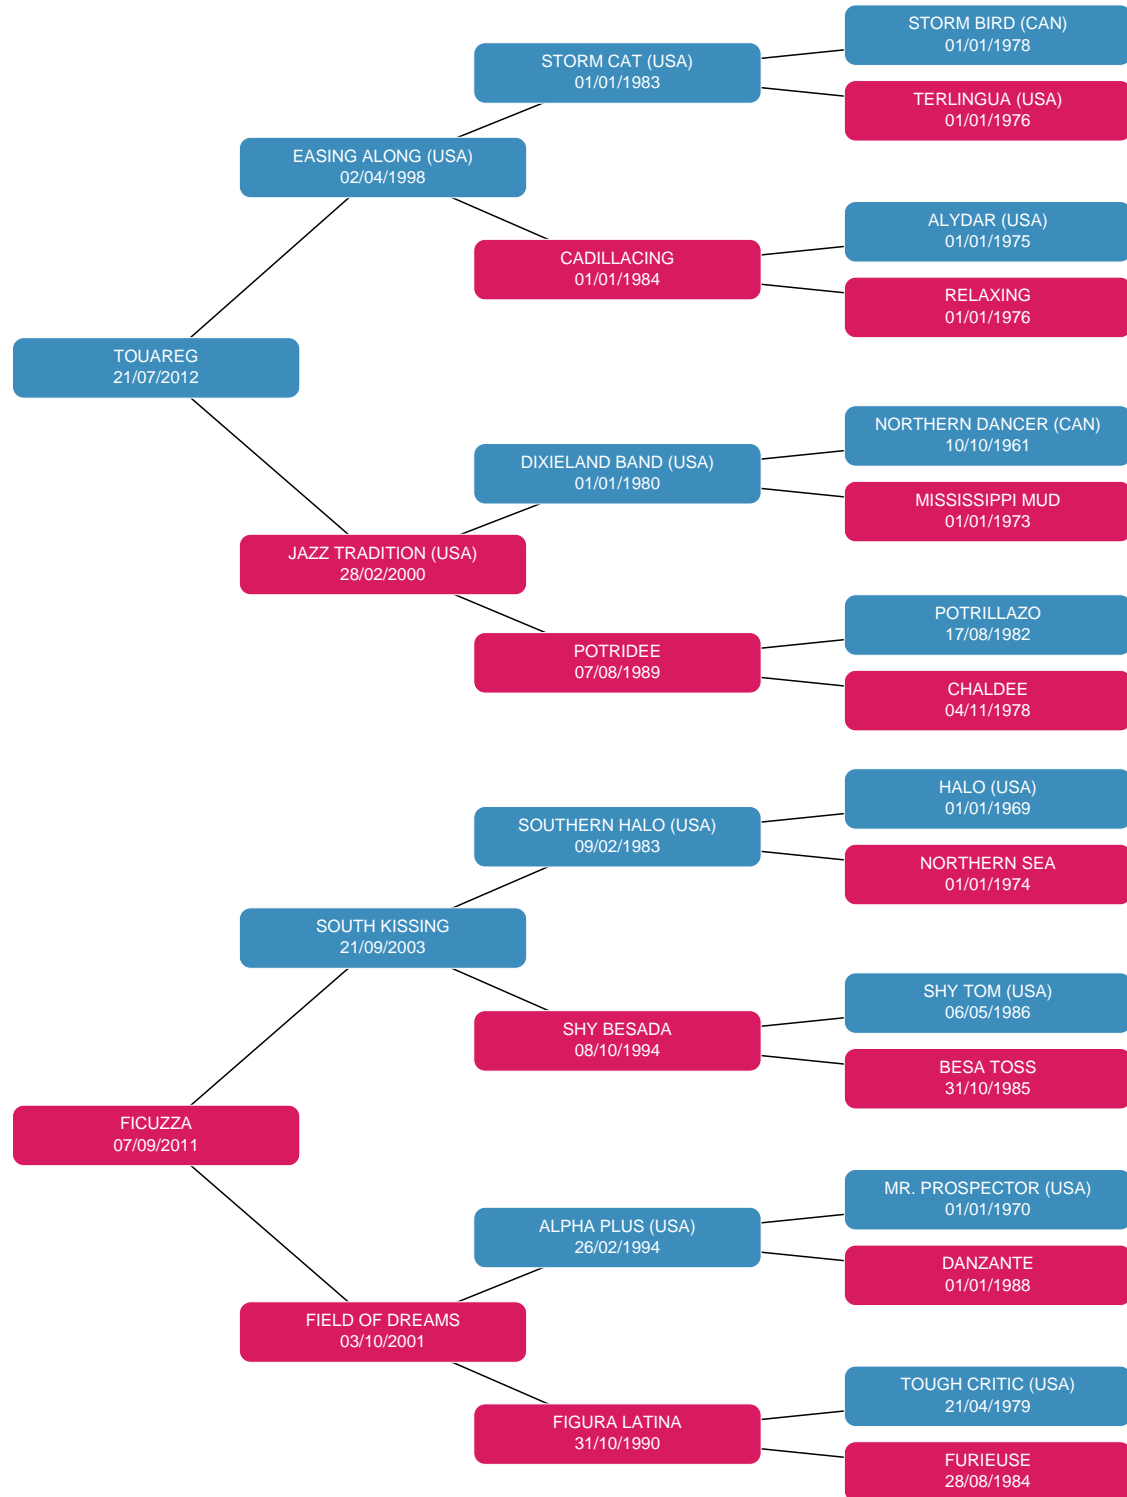 STORM BIRD (CAN)
01/01/1978
STORM CAT (USA)
01/01/1983
TERLINGUA (USA)
01/01/1976
EASING ALONG (USA)
02/04/1998
ALYDAR (USA)
01/01/1975
CADILLACING
01/01/1984
RELAXING
01/01/1976
TOUAREG
21/07/2012
NORTHERN DANCER (CAN)
10/10/1961
DIXIELAND BAND (USA)
01/01/1980
MISSISSIPPI MUD
01/01/1973
JAZZ TRADITION (USA)
28/02/2000
POTRILLAZO
17/08/1982
POTRIDEE
07/08/1989
CHALDEE
04/11/1978
HALO (USA)
01/01/1969
SOUTHERN HALO (USA)
09/02/1983
NORTHERN SEA
01/01/1974
SOUTH KISSING
21/09/2003
SHY TOM (USA)
06/05/1986
SHY BESADA
08/10/1994
BESA TOSS
31/10/1985
FICUZZA
07/09/2011
MR. PROSPECTOR (USA)
01/01/1970
ALPHA PLUS (USA)
26/02/1994
DANZANTE
01/01/1988
FIELD OF DREAMS
03/10/2001
TOUGH CRITIC (USA)
21/04/1979
FIGURA LATINA
31/10/1990
FURIEUSE
28/08/1984